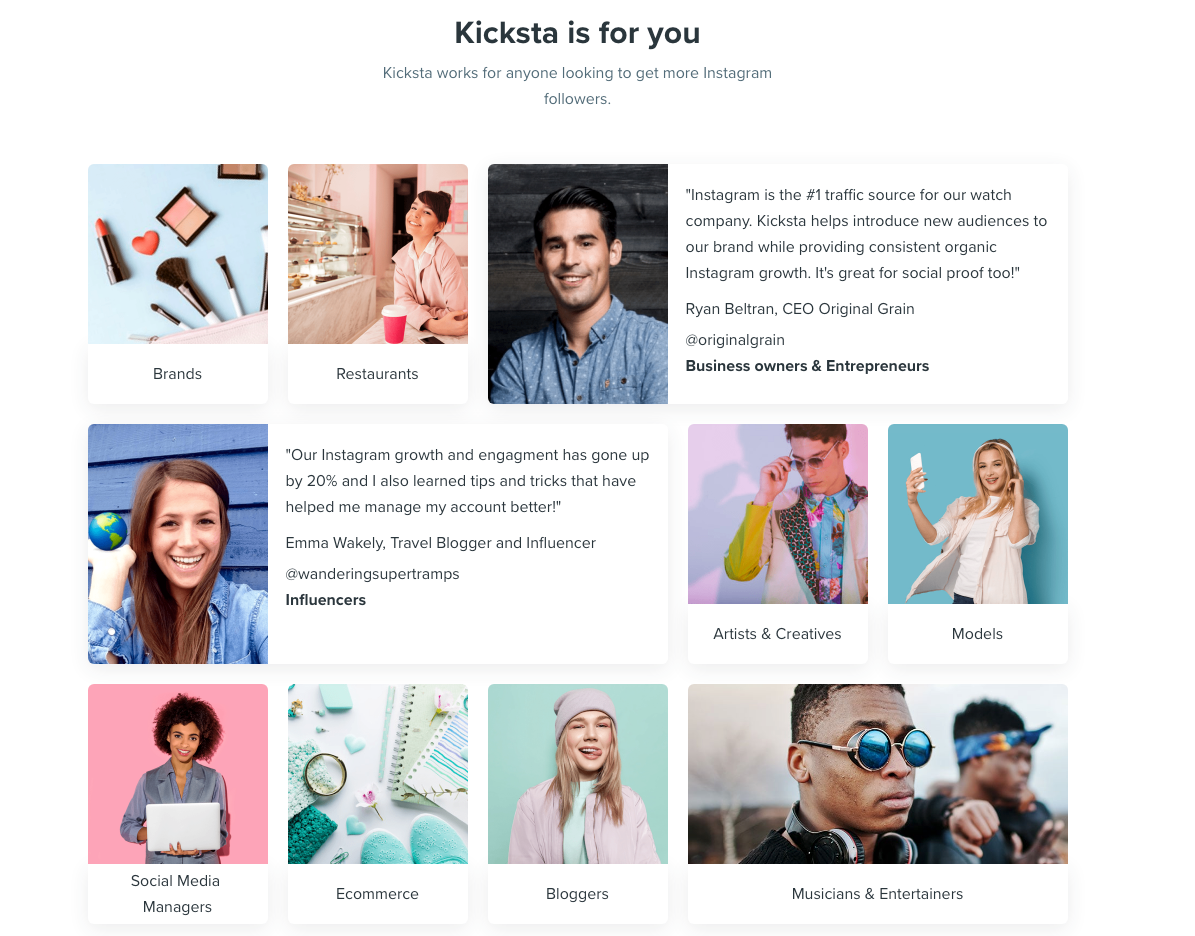 Kicksta is for you
Kicksta works for anyone looking to get more Instagram
followers.
Brands
Restaurants
"Instagram is the #1 traffic source for our watch
company. Kicksta helps introduce new audiences to
our brand while providing consistent organic
Instagram growth. It's great for social proof too!"
Ryan Beltran, CEO Original Grain
@originalgrain
Business owners & Entrepreneurs
"Our Instagram growth and engagment has gone up
by 20% and I also learned tips and tricks that have
helped me manage my account better!"
Emma Wakely, Travel Blogger and Influencer
@wanderingsupertramps
Influencers
Artists & Creatives
Models
Social Media
Managers
Ecommerce
Bloggers
Musicians & Entertainers